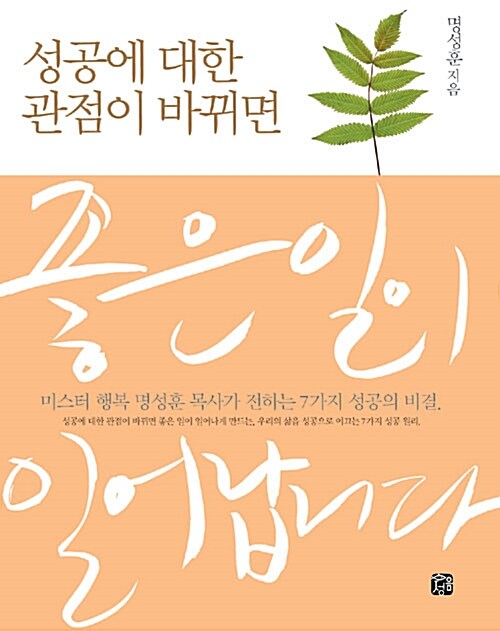 성공에 대한
관점이 바뀌면
명성훈 지음
좋은 일이
미스터 행복 명성훈 목사가 전하는 7가지 성공의 비결.
성공에 대한 관점이 바뀌면 좋은 일이 일어나게 만드는, 우리의 삶을 성공으로 이끄는 7가지 성공 원리.
일어납니다